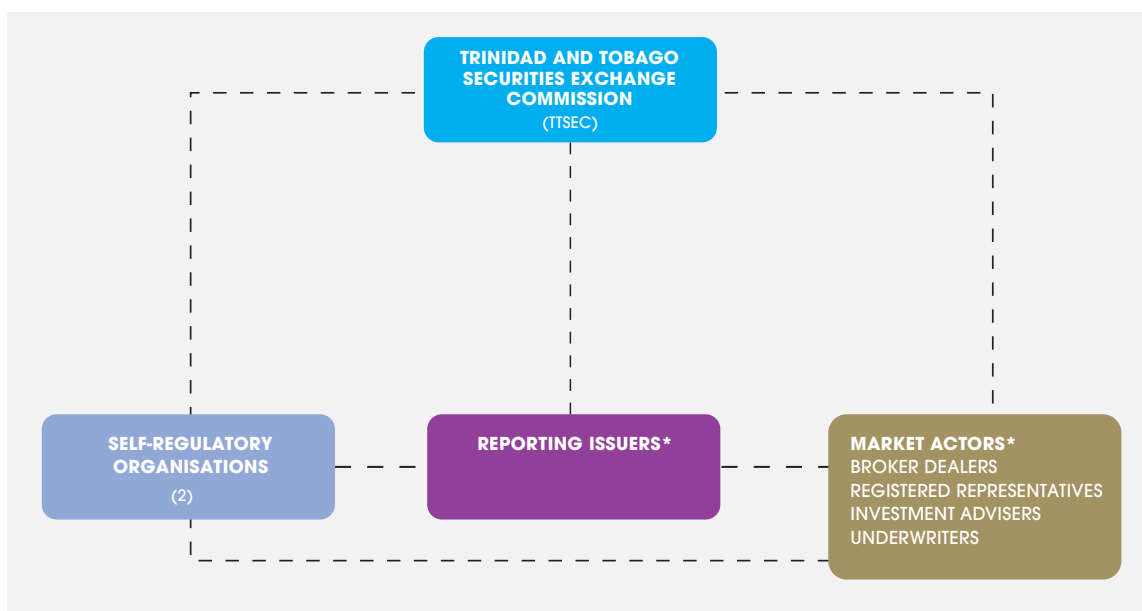 TRINIDAD AND TOBAGO
SECURITIES EXCHANGE
COMMISSION
(TTSEC)
SELF-REGULATORY
ORGANISATIONS
(2)
REPORTING ISSUERS*
MARKET ACTORS*
BROKER DEALERS
REGISTERED REPRESENTATIVES
INVESTMENT ADVISERS
UNDERWRITERS